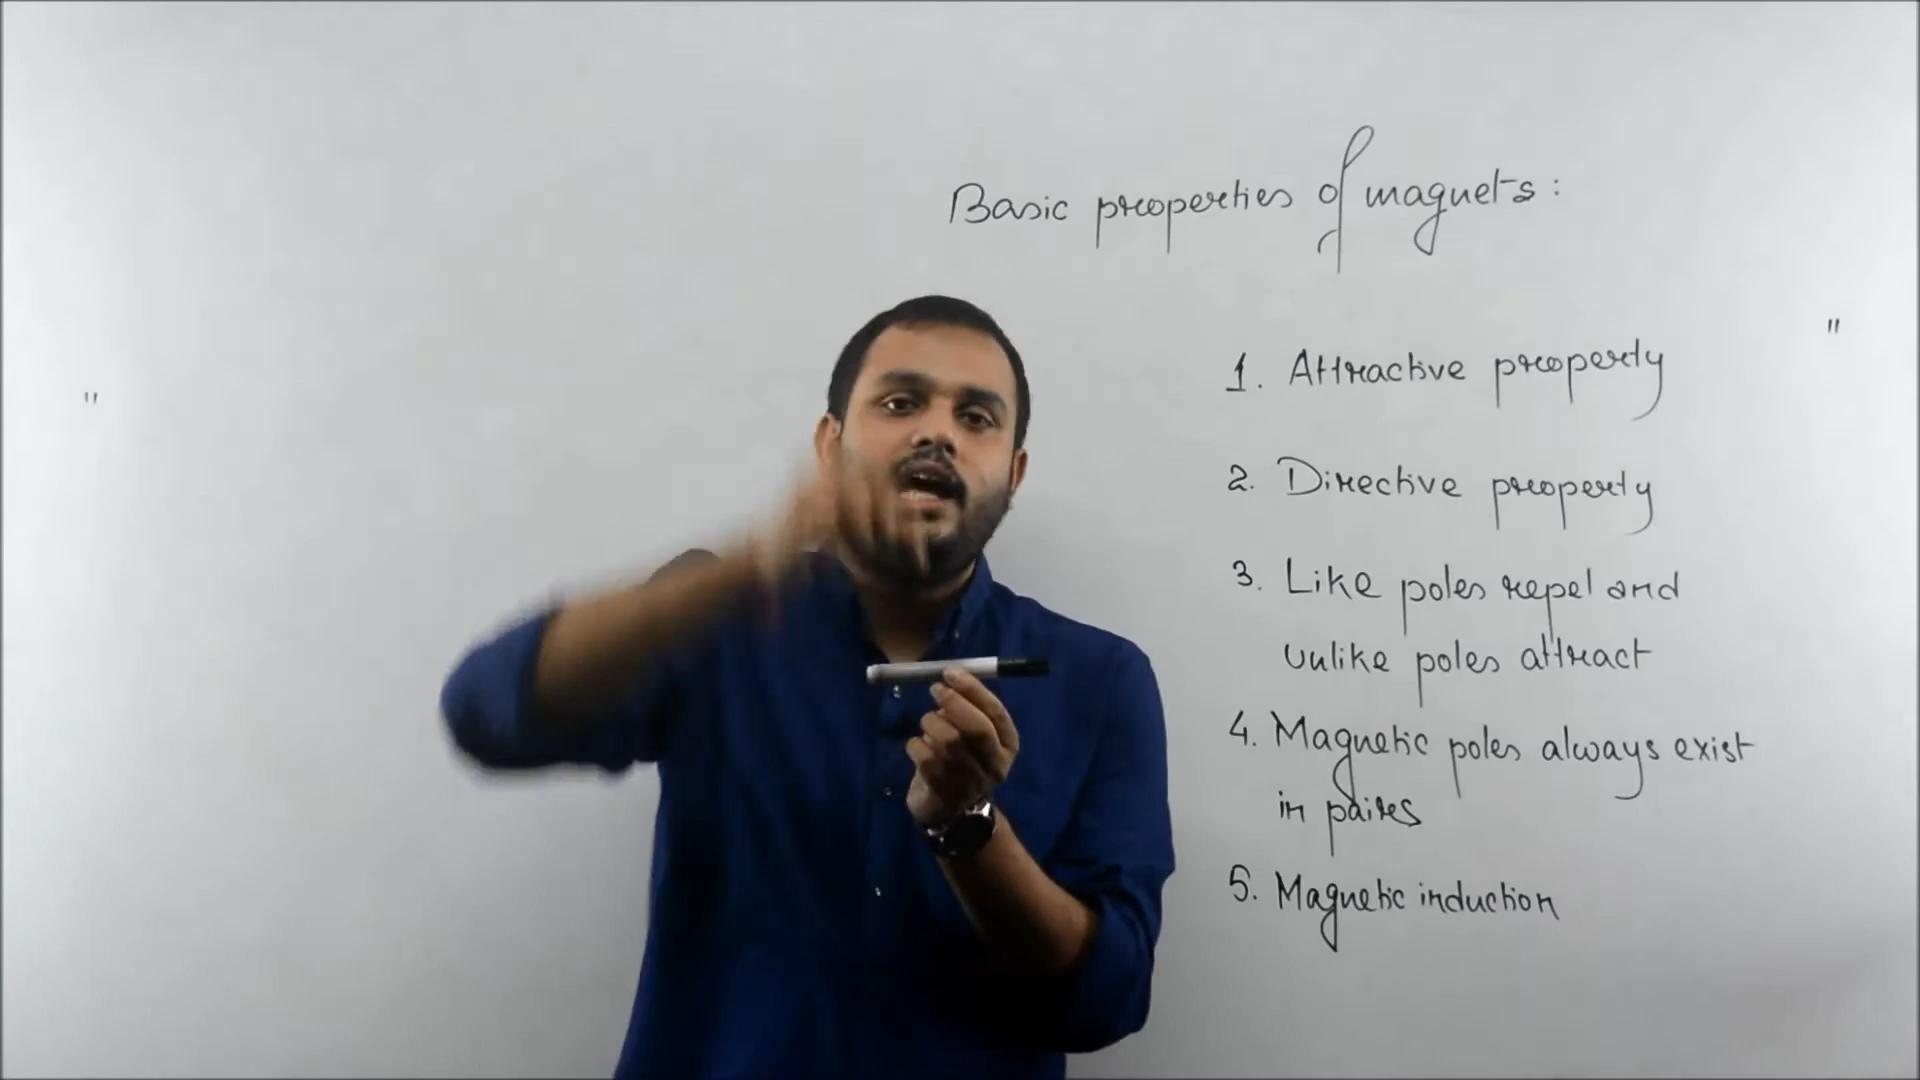 Basic properties of magnets:
1. Attractive property
2. Directive property
3. Like poles repel and
unlike poles attract
4. Magnetic poles always exist
in paires
5. Magnetic induction